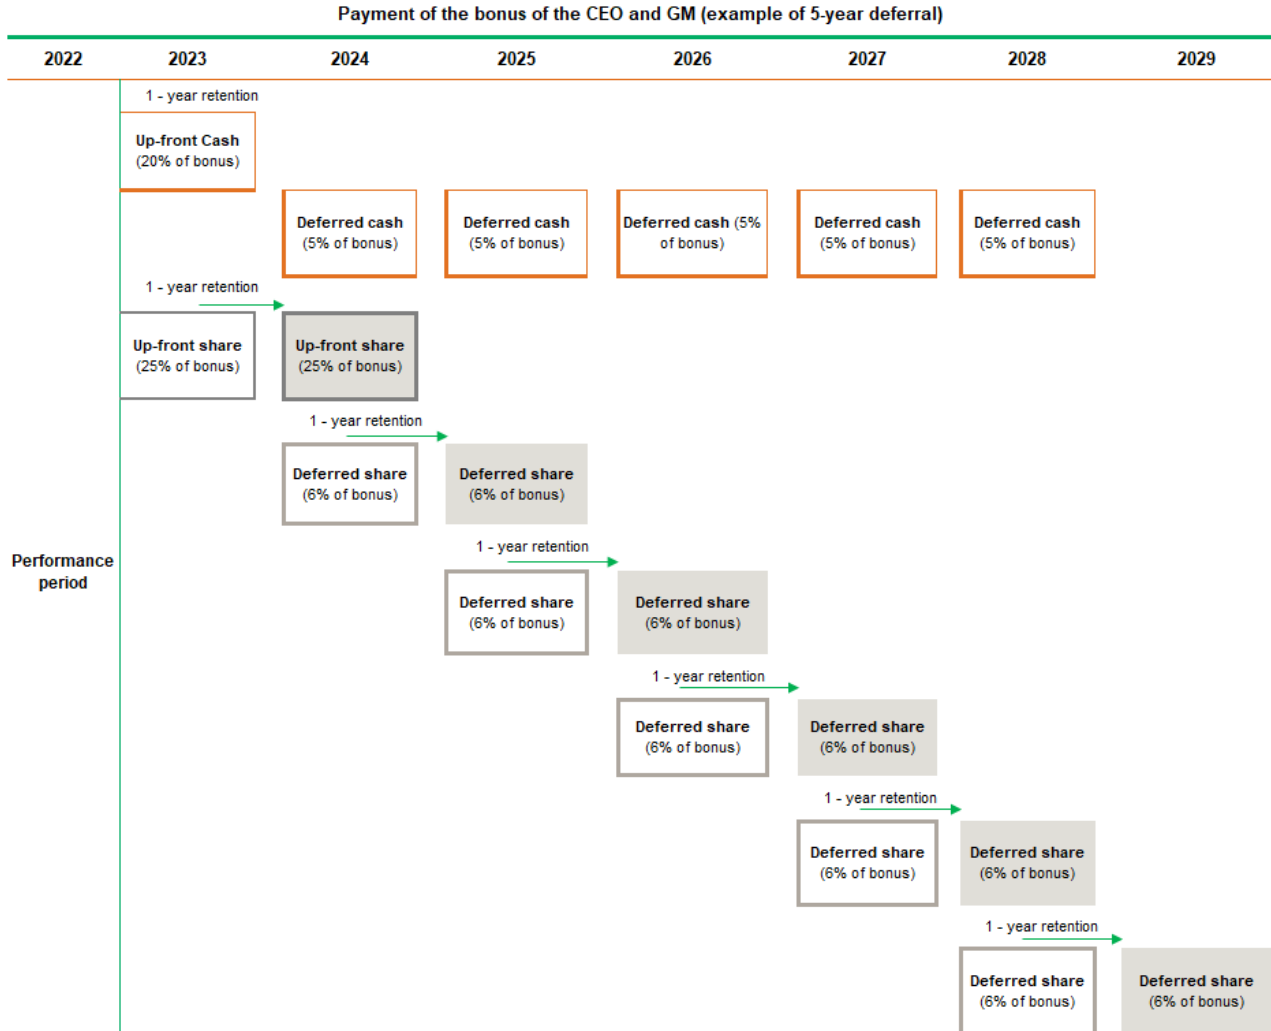 Payment of the bonus of the CEO and GM (example of 5-year deferral)
2022 2023 2024 2025 2026 2027 2028 2029
1 - year retention
Up-front Cash
(20% of bonus)
Deferred cash
(5% of bonus)
Deferred cash
(5% of bonus)
Deferred cash (5%
of bonus)
Deferred cash
(5% of bonus)
Deferred cash
(5% of bonus)
1 - year retention
Up-front share
(25% of bonus)
Up-front share
(25% of bonus)
1 - year retention
Deferred share
(6% of bonus)
Deferred share
(6% of bonus)
Performance
period
1 - year retention
Deferred share
(6% of bonus)
Deferred share
(6% of bonus)
1 - year retention
Deferred share
(6% of bonus)
Deferred share
(6% of bonus)
1 - year retention
Deferred share
(6% of bonus)
Deferred share
(6% of bonus)
1 - year retention
Deferred share
(6% of bonus)
Deferred share
(6% of bonus)